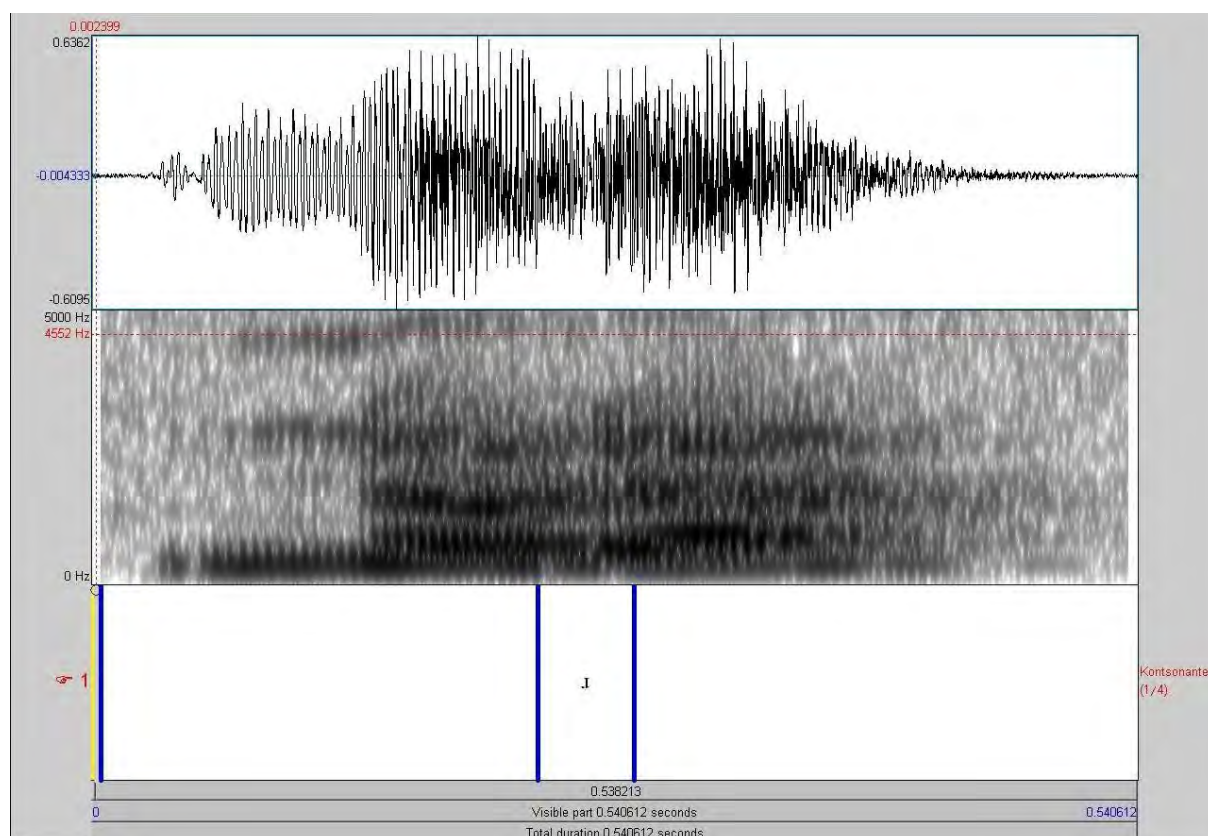 0.002399
0.6362
-0.004333
-0.6095
5000 Hz
4552 Hz
0 Hz
1
ɹ
Kontsonante
(1/4)
0.538213
0
Visible part 0.540612 seconds
0.540612
Total duration 0.540612 seconds